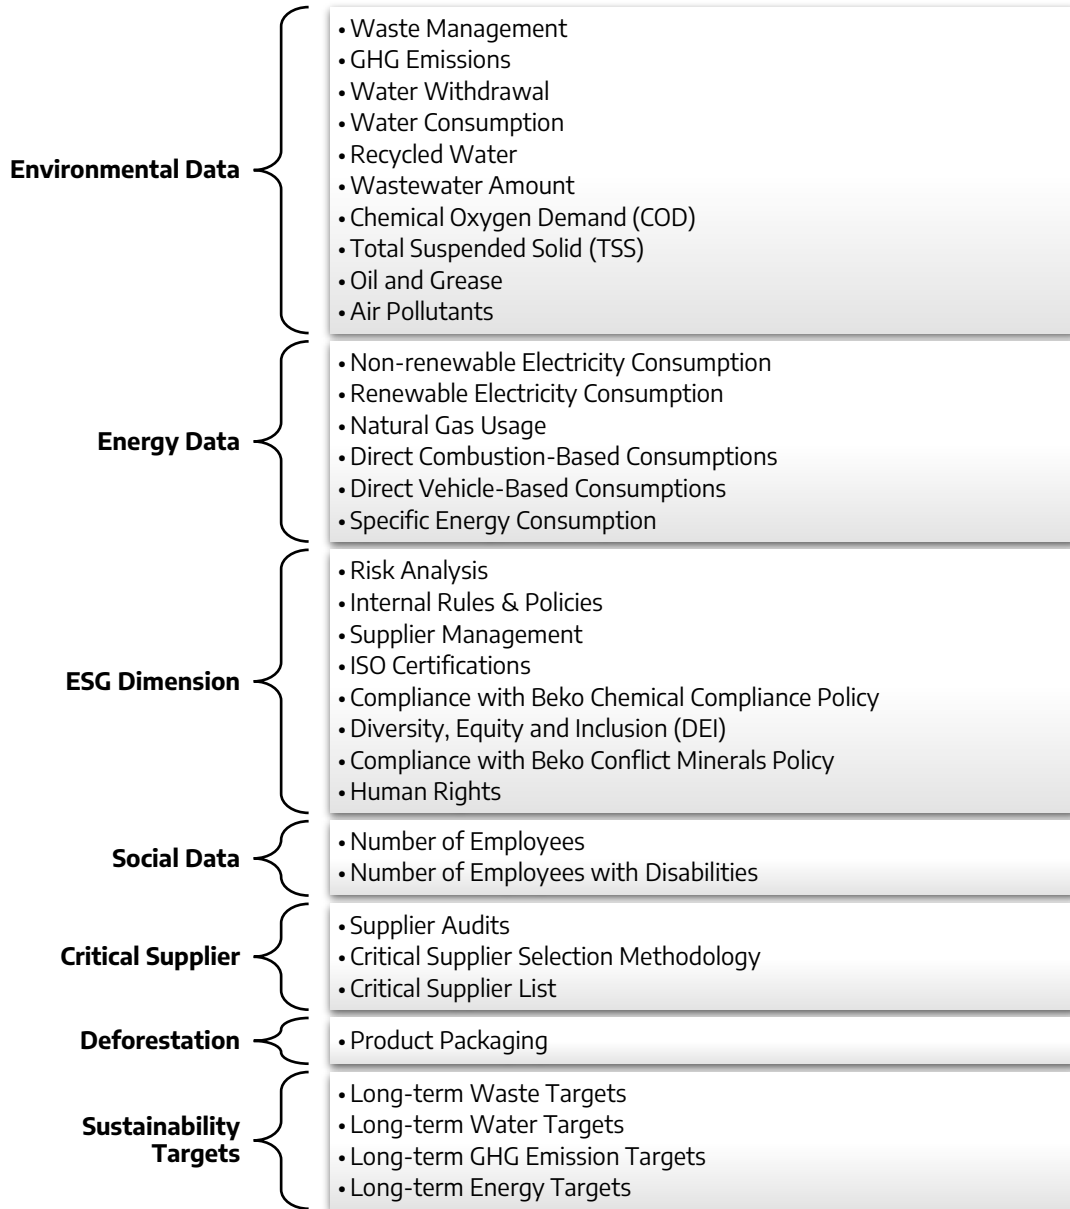 Environmental Data
• Waste Management
• GHG Emissions
• Water Withdrawal
• Water Consumption
• Recycled Water
• Wastewater Amount
• Chemical Oxygen Demand (COD)
• Total Suspended Solid (TSS)
• Oil and Grease
• Air Pollutants
Energy Data
• Non-renewable Electricity Consumption
• Renewable Electricity Consumption
• Natural Gas Usage
• Direct Combustion-Based Consumptions
• Direct Vehicle-Based Consumptions
• Specific Energy Consumption
ESG Dimension
• Risk Analysis
• Internal Rules & Policies
• Supplier Management
• ISO Certifications
• Compliance with Beko Chemical Compliance Policy
• Diversity, Equity and Inclusion (DEI)
• Compliance with Beko Conflict Minerals Policy
• Human Rights
Social Data
• Number of Employees
• Number of Employees with Disabilities
Critical Supplier
• Supplier Audits
• Critical Supplier Selection Methodology
• Critical Supplier List
Deforestation
• Product Packaging
Sustainability
Targets
• Long-term Waste Targets
• Long-term Water Targets
• Long-term GHG Emission Targets
• Long-term Energy Targets